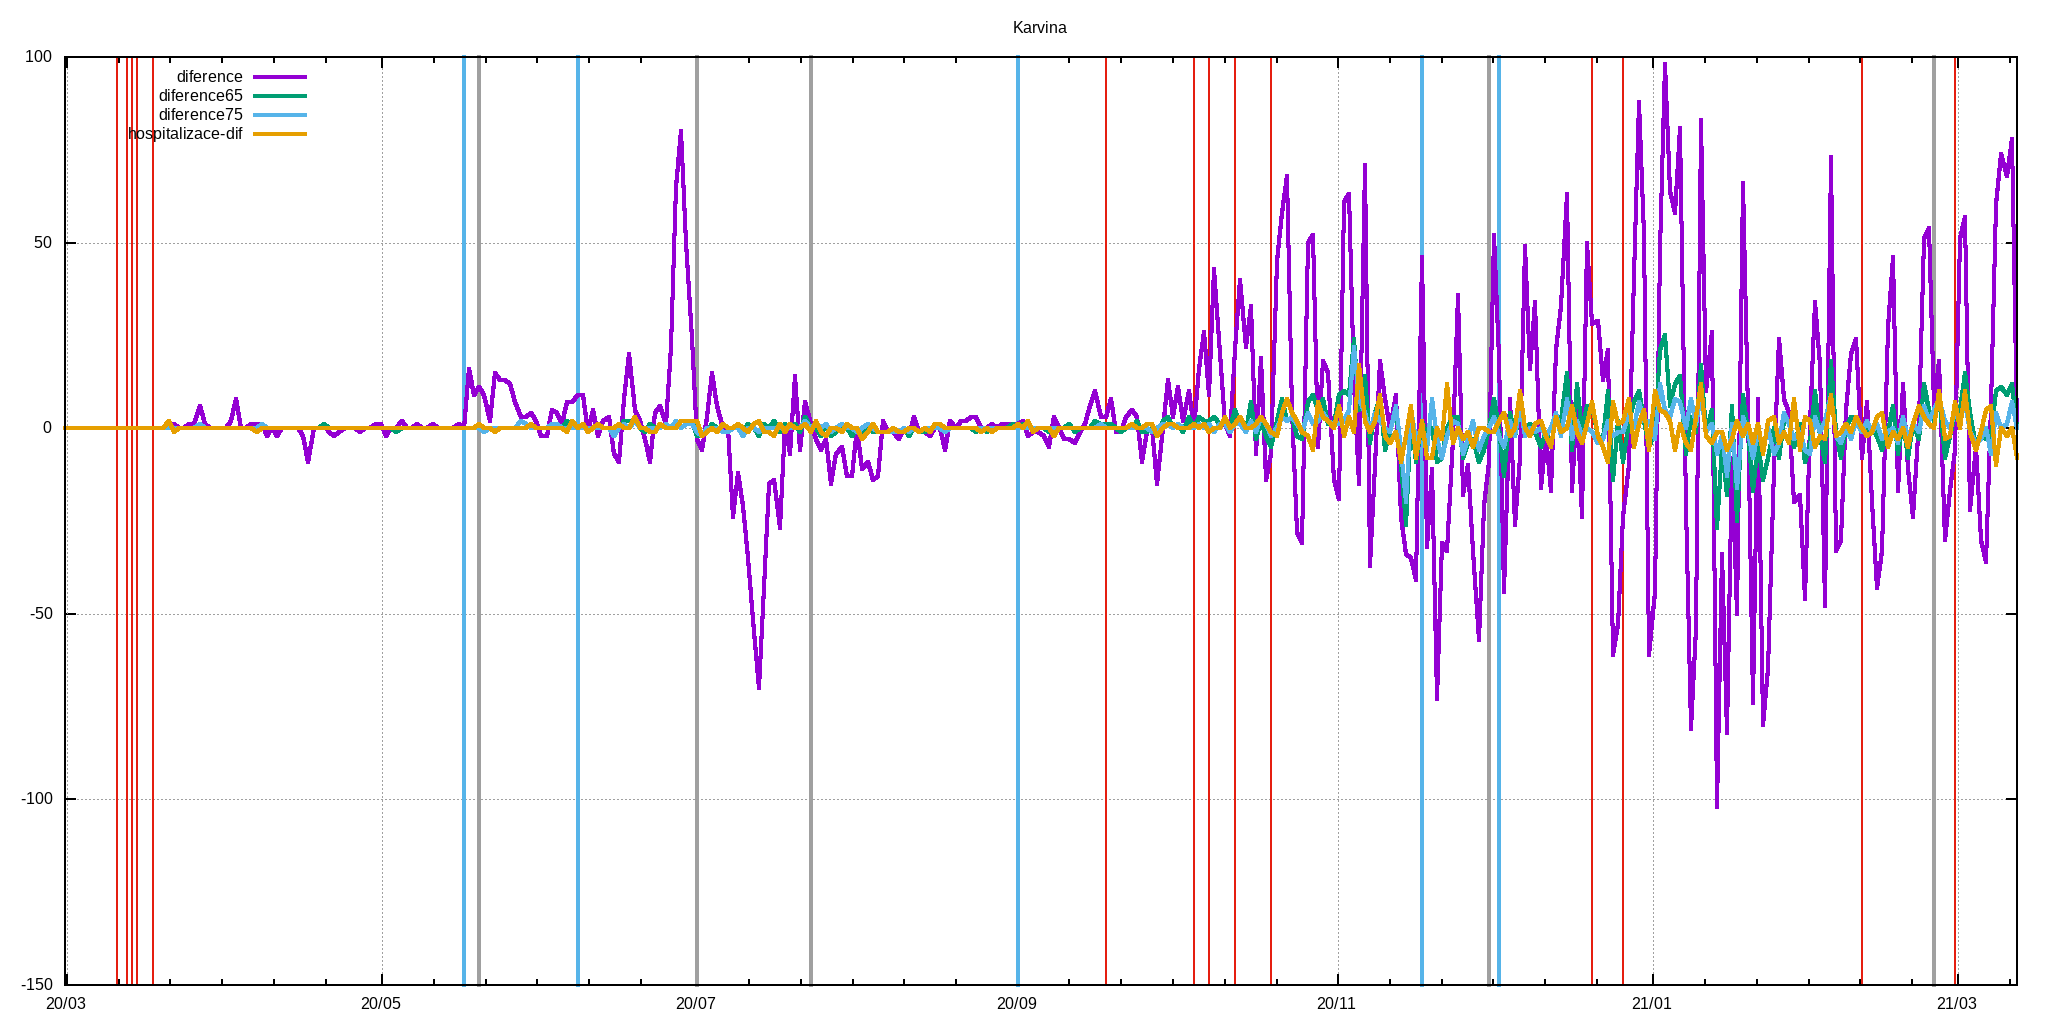 Karvina
100
50
0
-50
-100
-150
diference
diference65
diference75
hospitalizace-dif
20/03 20/05 20/07 20/09 20/11 21/01 21/03